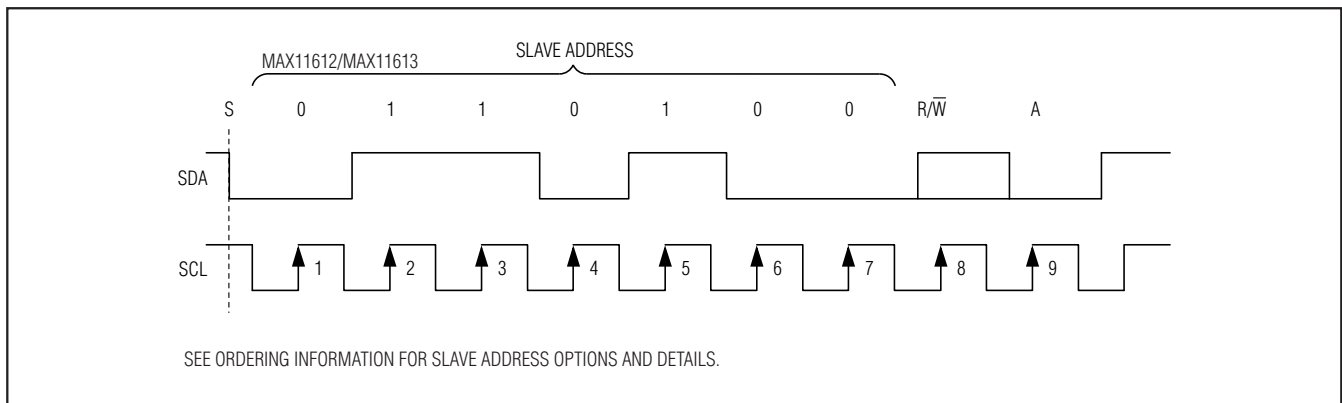 SLAVE ADDRESS
MAX11612/MAX11613
S 0 1 1 0 1 0 0 R/W̅ A
SDA
SCL 1 2 3 4 5 6 7 8 9
SEE ORDERING INFORMATION FOR SLAVE ADDRESS OPTIONS AND DETAILS.